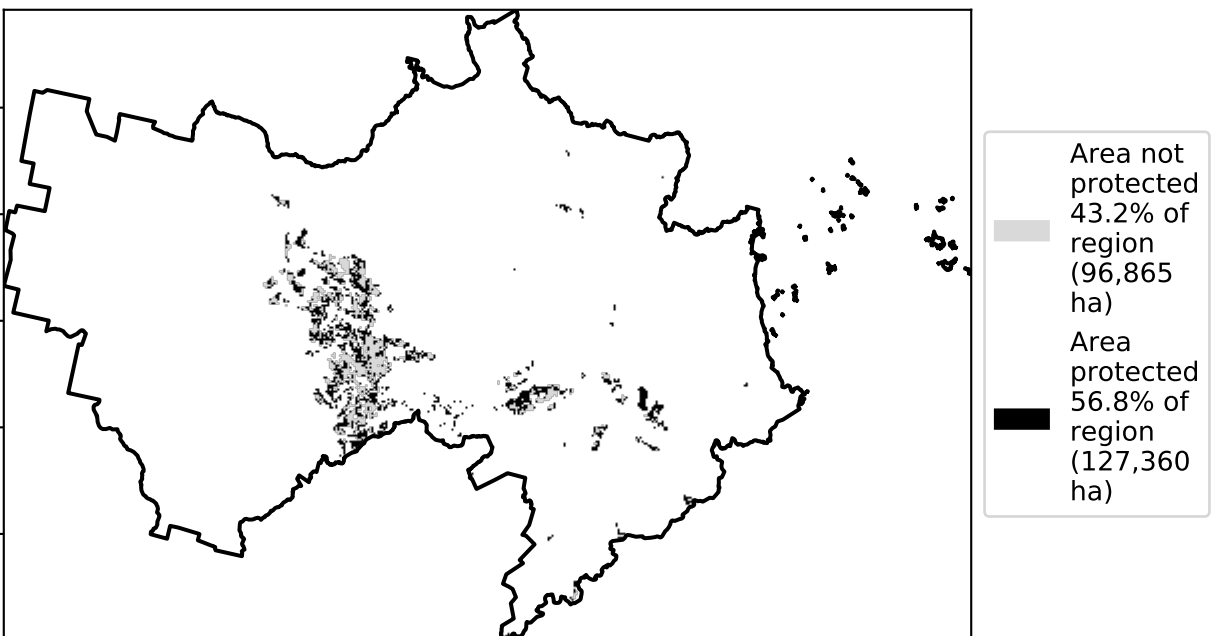 Area not
protected
43.2% of
region
(96,865
ha)
Area
protected
56.8% of
region
(127,360
ha)